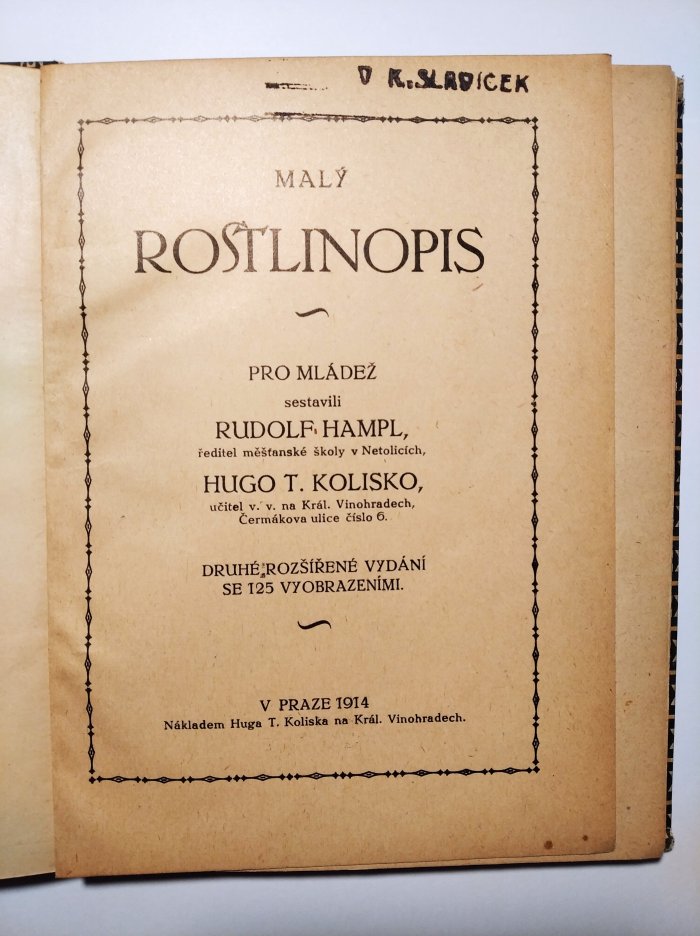 K. SLADICEK
MALÝ
ROSTLINOPIS
PRO MLÁDEŽ
sestavili
RUDOLF HAMPL,
ředitel měšťanské školy v Netolicích,
HUGO T. KOLISKO,
učitel v. v. na Král. Vinohradech,
Čermákova ulice číslo 6.
DRUHÉ, ROZŠÍŘENÉ VYDÁNÍ
SE 125 VYOBRAZENÍMI.
V PRAZE 1914
Nákladem Huga T. Koliska na Král. Vinohradech.